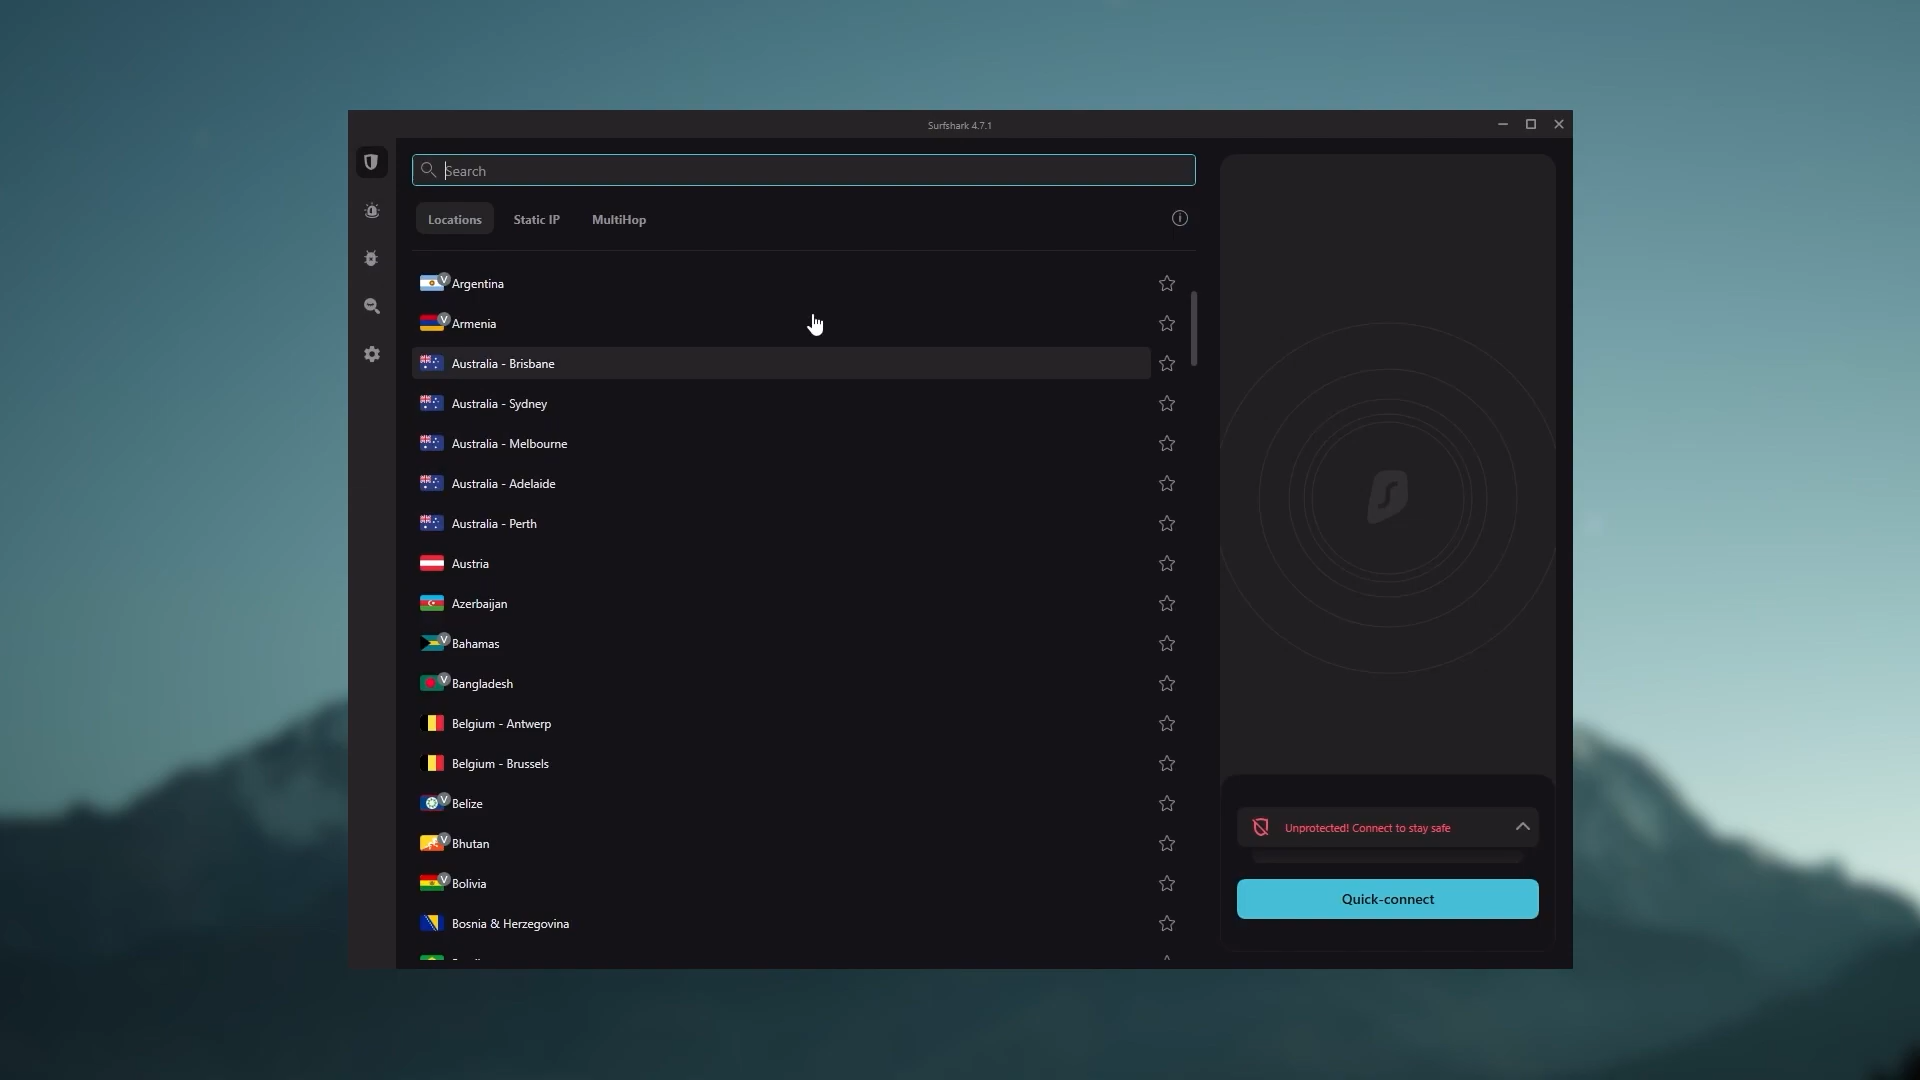 Surfshark 4.7.1
Search
Locations
Static IP
MultiHop
V Argentina
V Armenia
Australia - Brisbane
Australia - Sydney
Australia - Melbourne
Australia - Adelaide
Australia - Perth
Austria
Azerbaijan
V Bahamas
V Bangladesh
Belgium - Antwerp
Belgium - Brussels
V Belize
V Bhutan
V Bolivia
Bosnia & Herzegovina
Unprotected! Connect to stay safe
Quick-connect